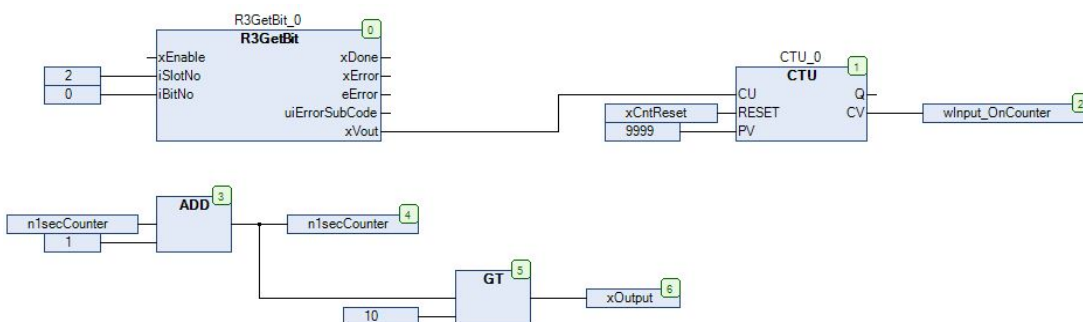 R3GetBit_0
R3GetBit 0
xEnable xDone
2 iSlotNo xError
0 iBitNo eError
uiErrorSubCode
xVout
CTU_0
CTU 1
CU Q
xCntReset RESET CV wInput_OnCounter 2
9999 PV
ADD 3
n1secCounter n1secCounter 4
1
GT 5
xOutput 6
10